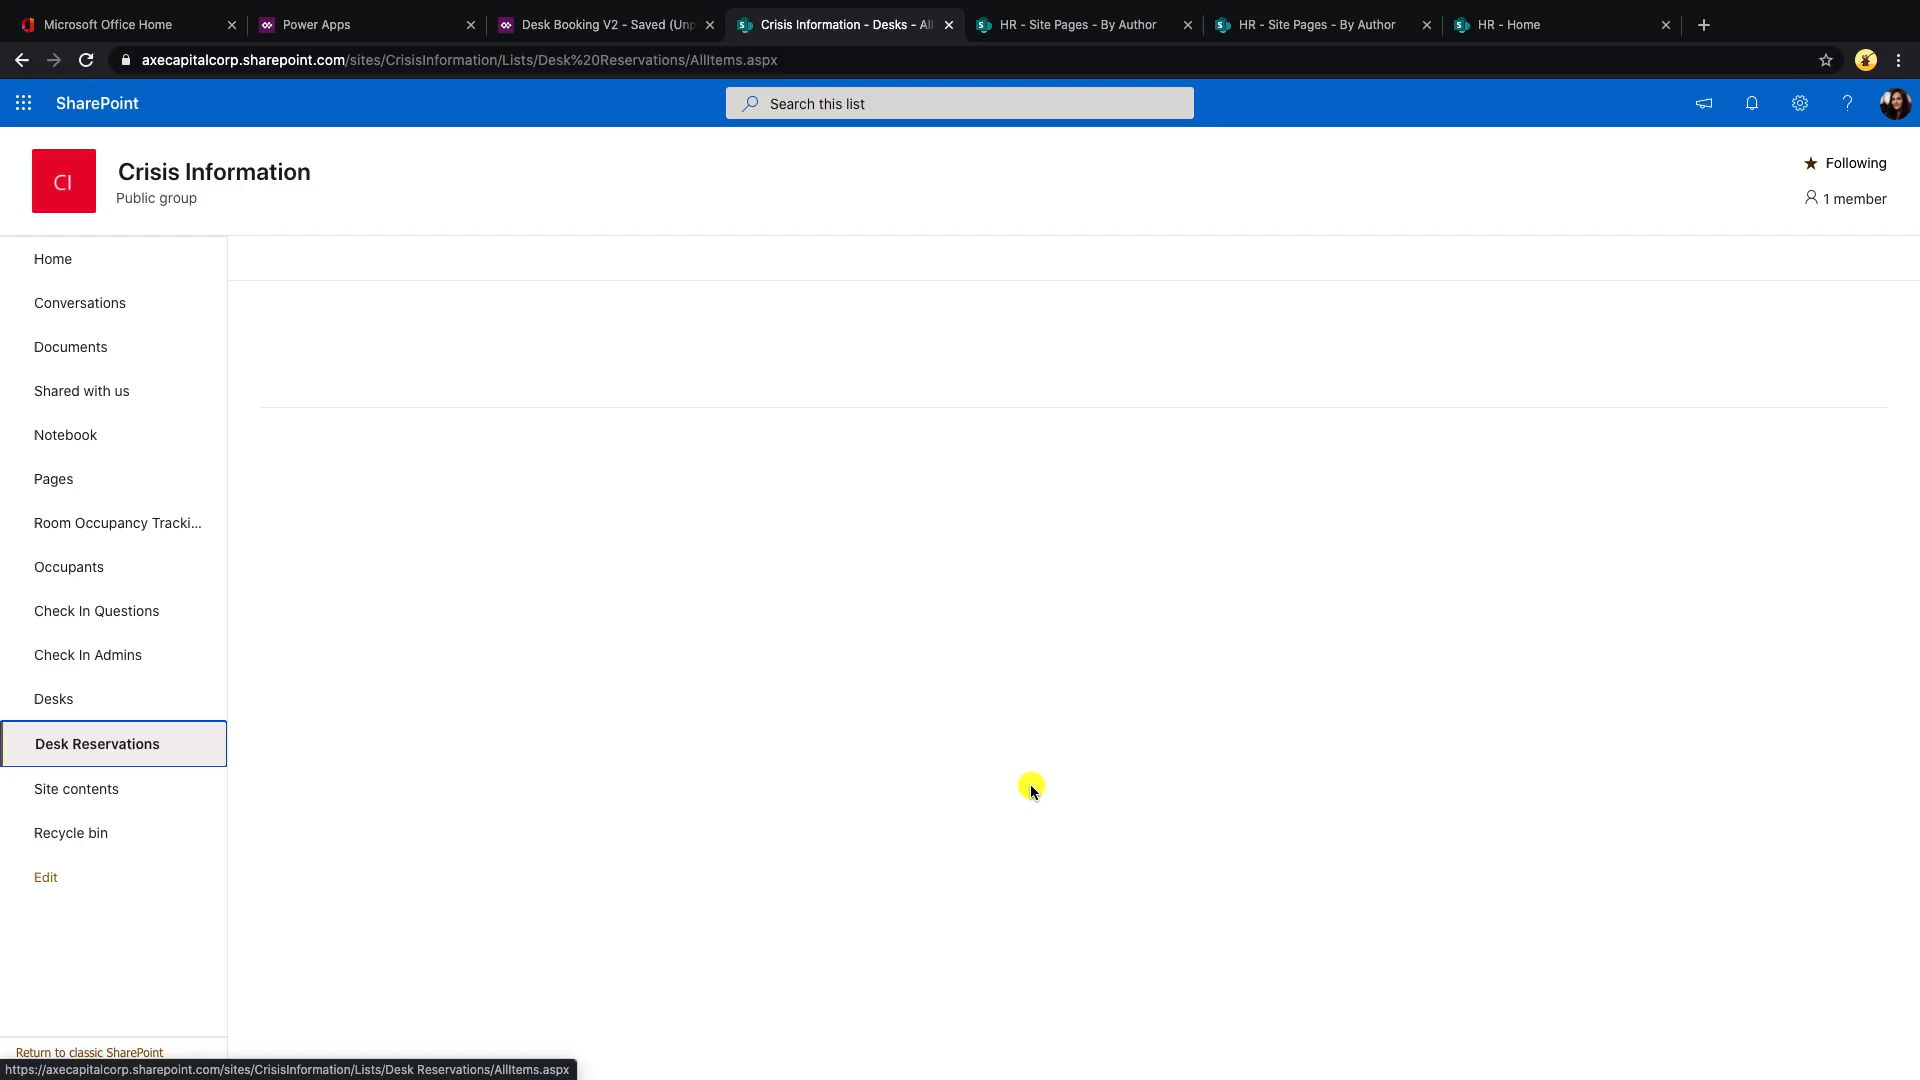 Microsoft Office Home
Power Apps
Desk Booking V2 - Saved (Unp
Crisis Information - Desks - All
HR - Site Pages - By Author
HR - Site Pages - By Author
HR - Home
axecapitalcorp.sharepoint.com/sites/CrisisInformation/Lists/Desk%20Reservations/AllItems.aspx
SharePoint
Search this list
CI
Crisis Information
Public group
Following
1 member
Home
Conversations
Documents
Shared with us
Notebook
Pages
Room Occupancy Tracki...
Occupants
Check In Questions
Check In Admins
Desks
Desk Reservations
Site contents
Recycle bin
Edit
Return to classic SharePoint
https://axecapitalcorp.sharepoint.com/sites/CrisisInformation/Lists/Desk Reservations/AllItems.aspx